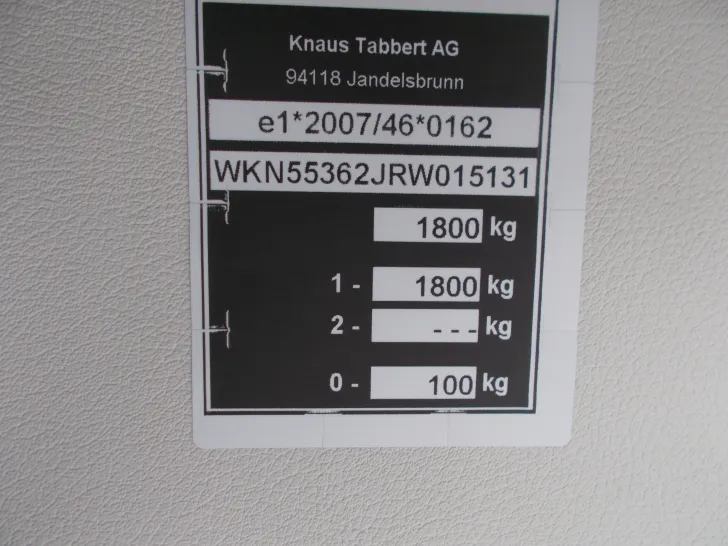 Knaus Tabbert AG
94118 Jandelsbrunn
e1*2007/46*0162
WKN55362JRW015131
1800 kg
1 - 1800 kg
2 - - - - kg
0 - 100 kg